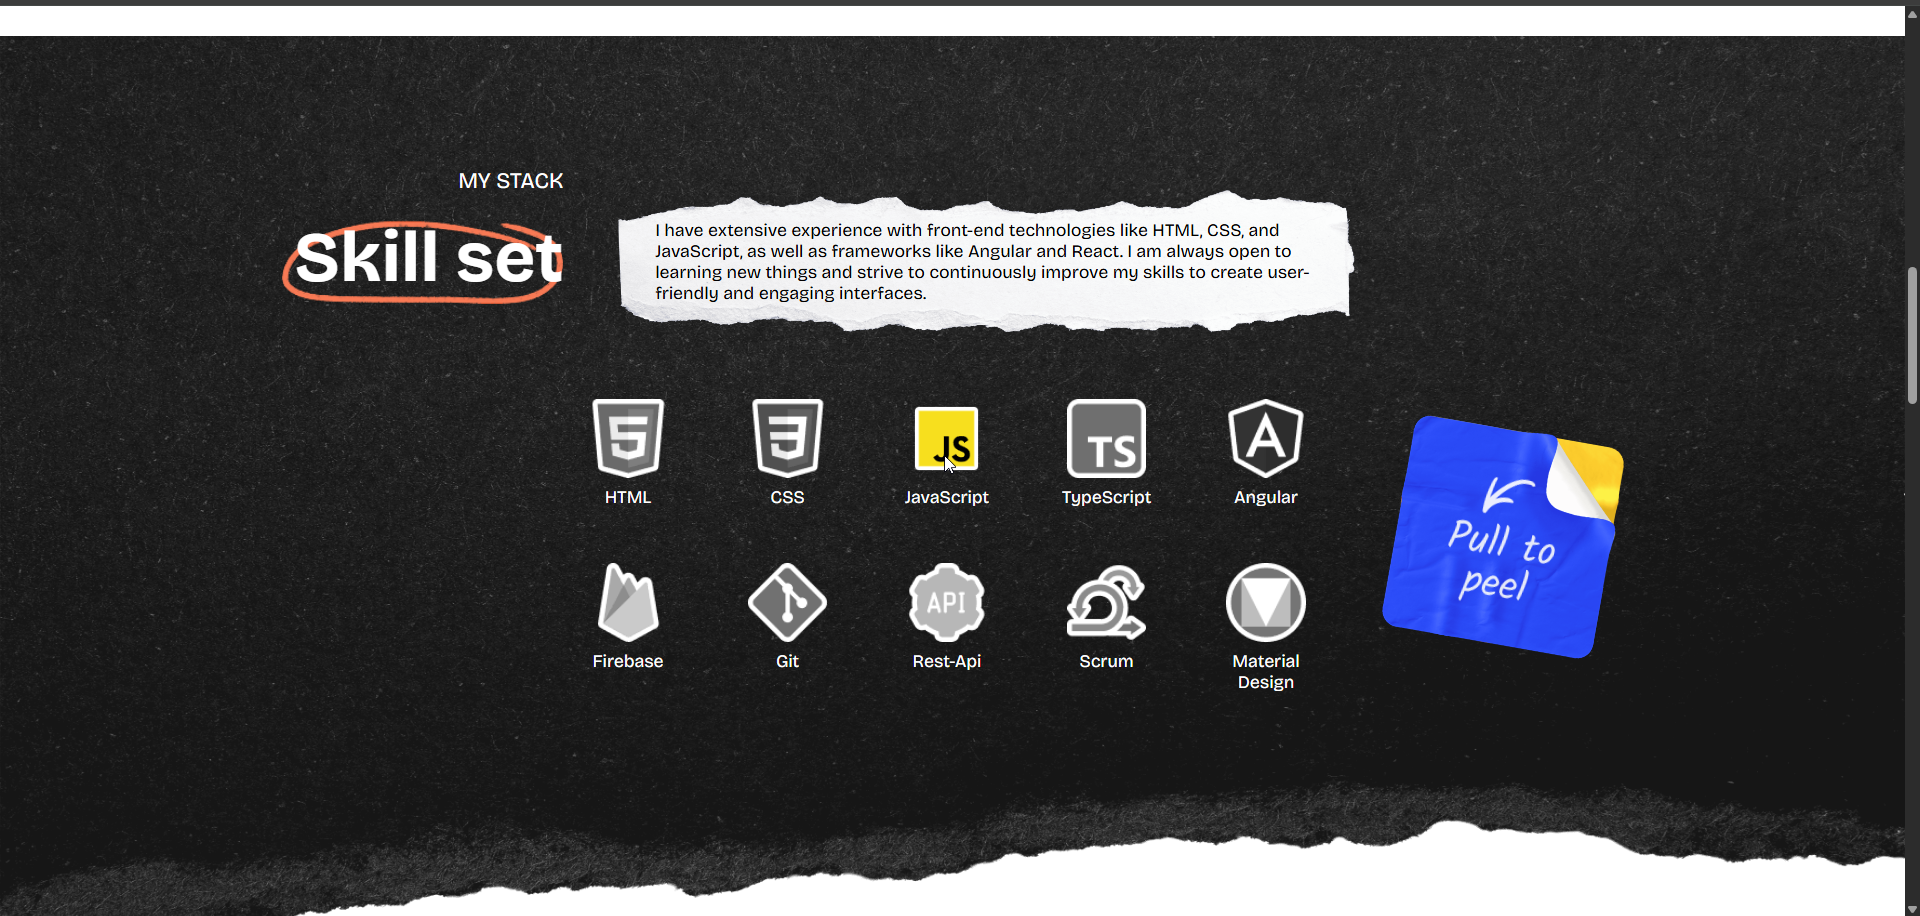 MY STACK
Skill set
I have extensive experience with front-end technologies like HTML, CSS, and
JavaScript, as well as frameworks like Angular and React. I am always open to
learning new things and strive to continuously improve my skills to create user-
friendly and engaging interfaces.
5
3
JS
TS
A
HTML
CSS
JavaScript
TypeScript
Angular
Pull to
peel
API
Firebase
Git
Rest-Api
Scrum
Material
Design